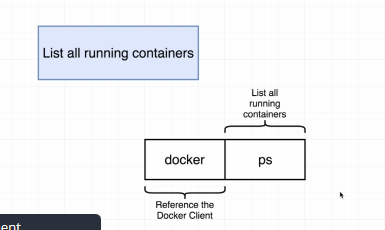 List all running containers
List all
running
containers
docker
ps
Reference the
Docker Client